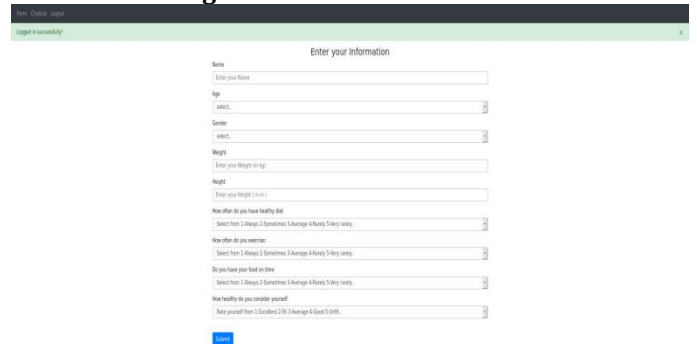 Form Chatbot Logout
Logged in successfully!
X
Enter your Information
Name
Enter your Name
Age
select..
Gender
select..
Weight
Enter your Weight (in kg)
Height
Enter your Height ( in m )
How often do you have healthy diet
Select from 1-Always 2-Sometimes 3-Average 4-Rarely 5-Very rarely..
How often do you exercise
Select from 1-Always 2-Sometimes 3-Average 4-Rarely 5-Very rarely..
Do you have your food on time
Select from 1-Always 2-Sometimes 3-Average 4-Rarely 5-Very rarely..
How healthy do you consider yourself
Rate yourself from 1-Excellent 2-Fit 3-Average 4-Good 5-Unfit..
Submit